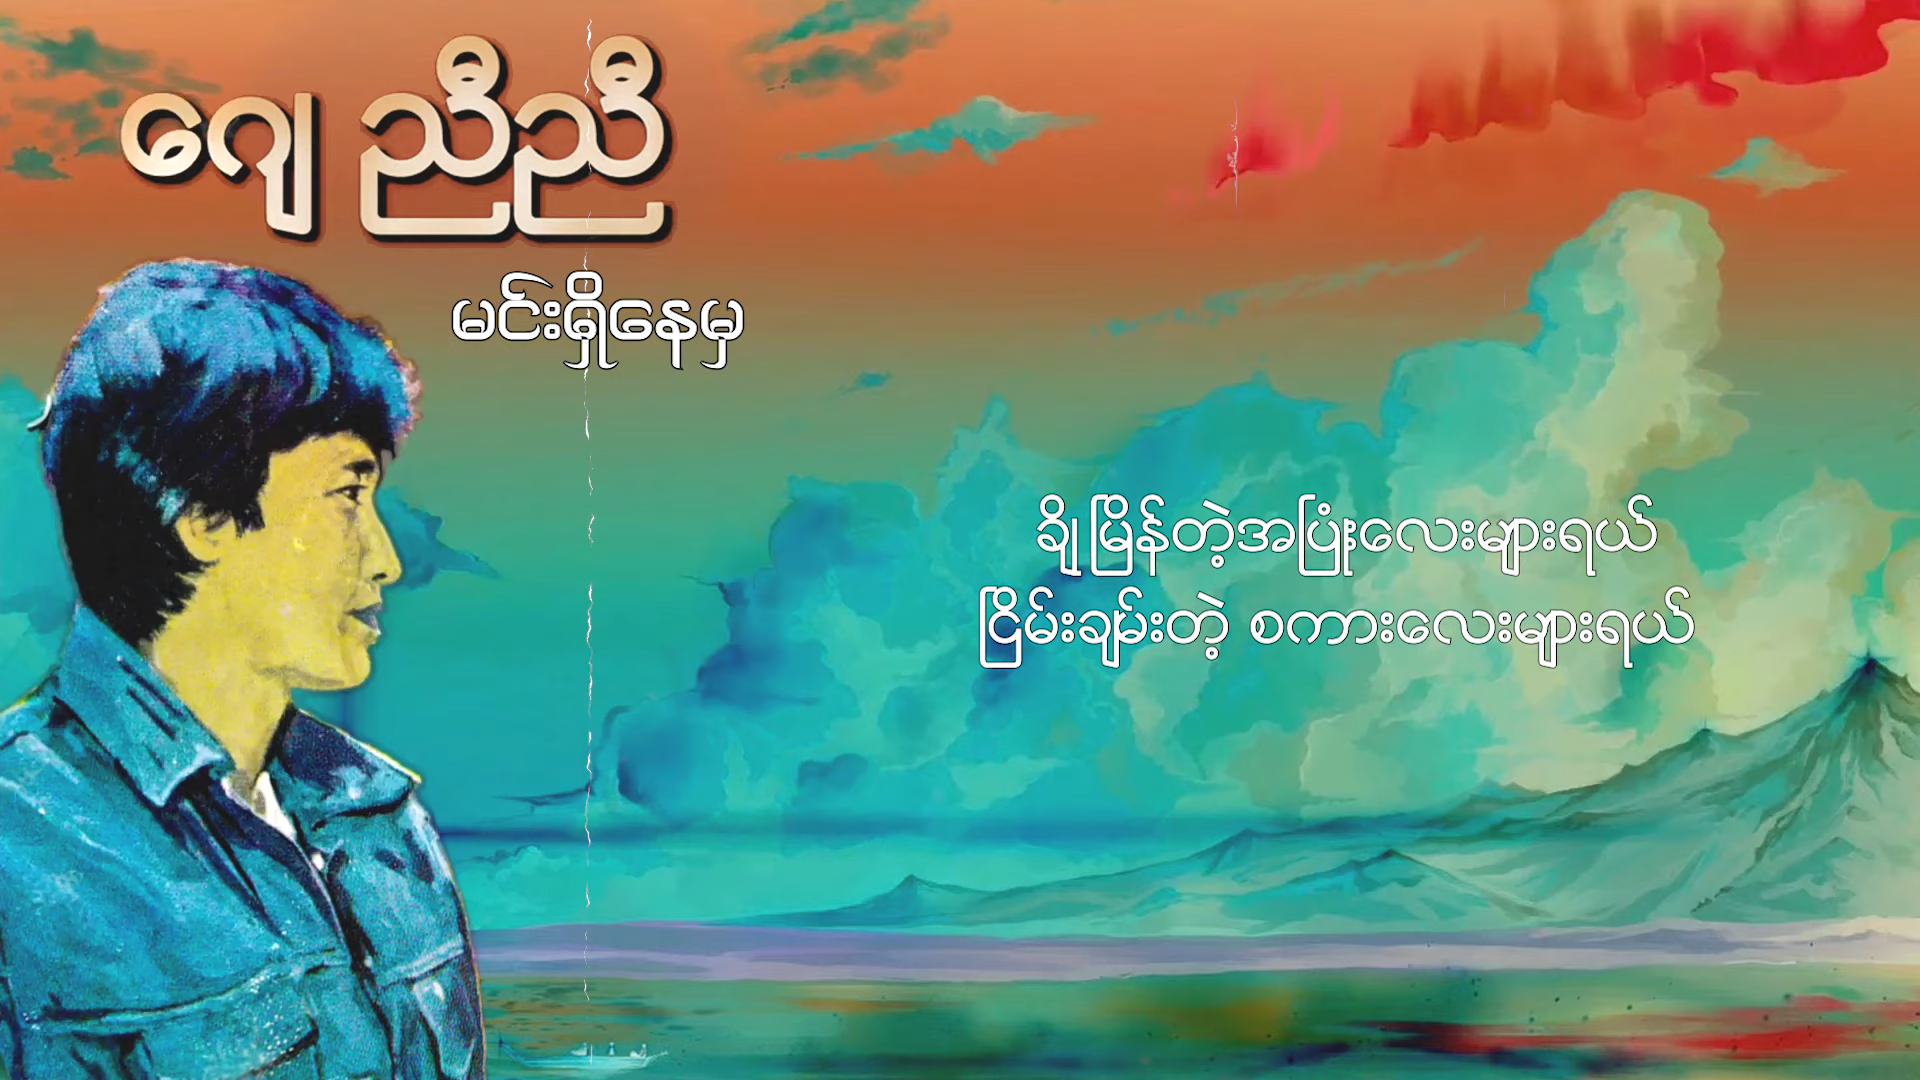 ဂျေ ညီညီ
မင်းရှိနေမှ
ချိုမြိန်တဲ့အပြုံးလေးများရယ်
ငြိမ်းချမ်းတဲ့ စကားလေးများရယ်